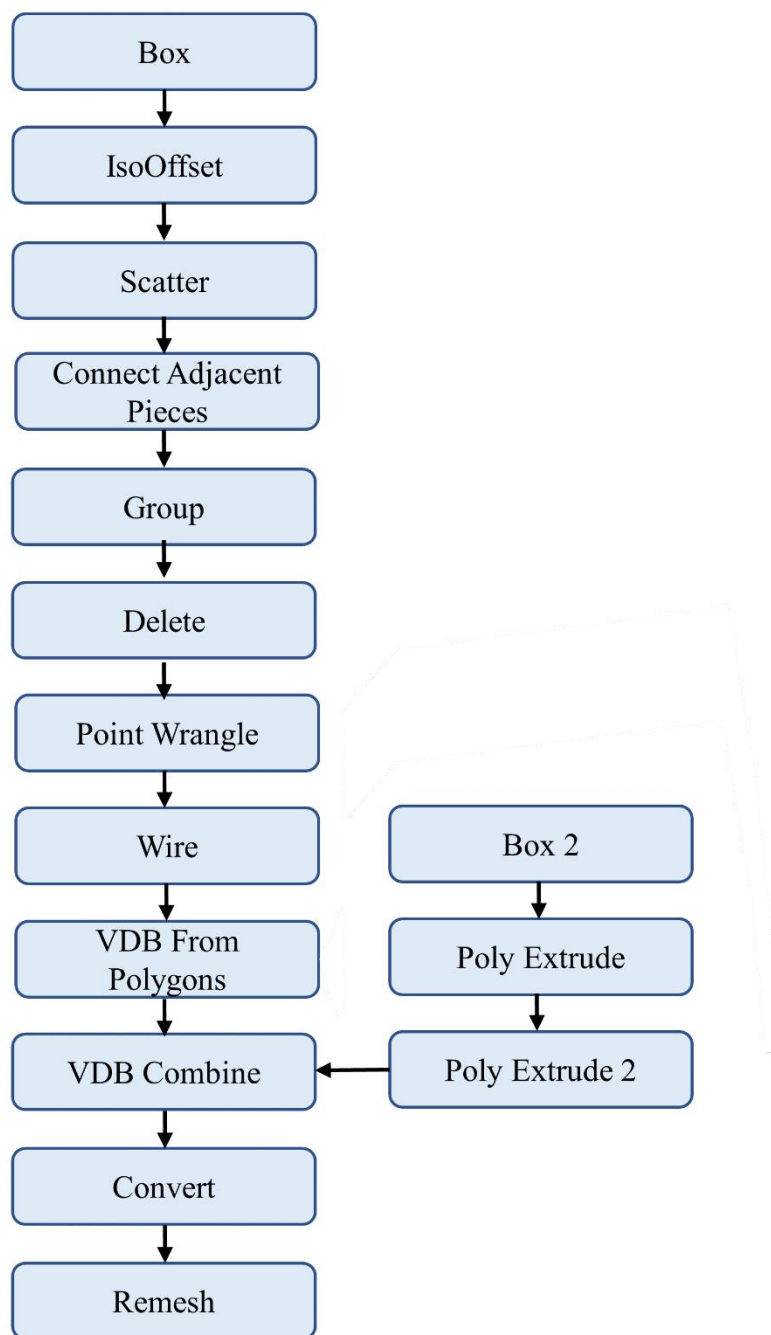 Box
IsoOffset
Scatter
Connect Adjacent
Pieces
Group
Delete
Point Wrangle
Wire
VDB From
Polygons
VDB Combine
Convert
Remesh
Box 2
Poly Extrude
Poly Extrude 2